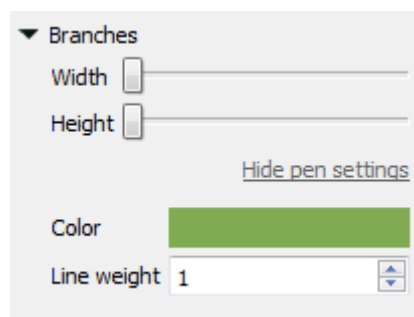 Branches
Width
Height
Hide pen settings
Color
Line weight 1